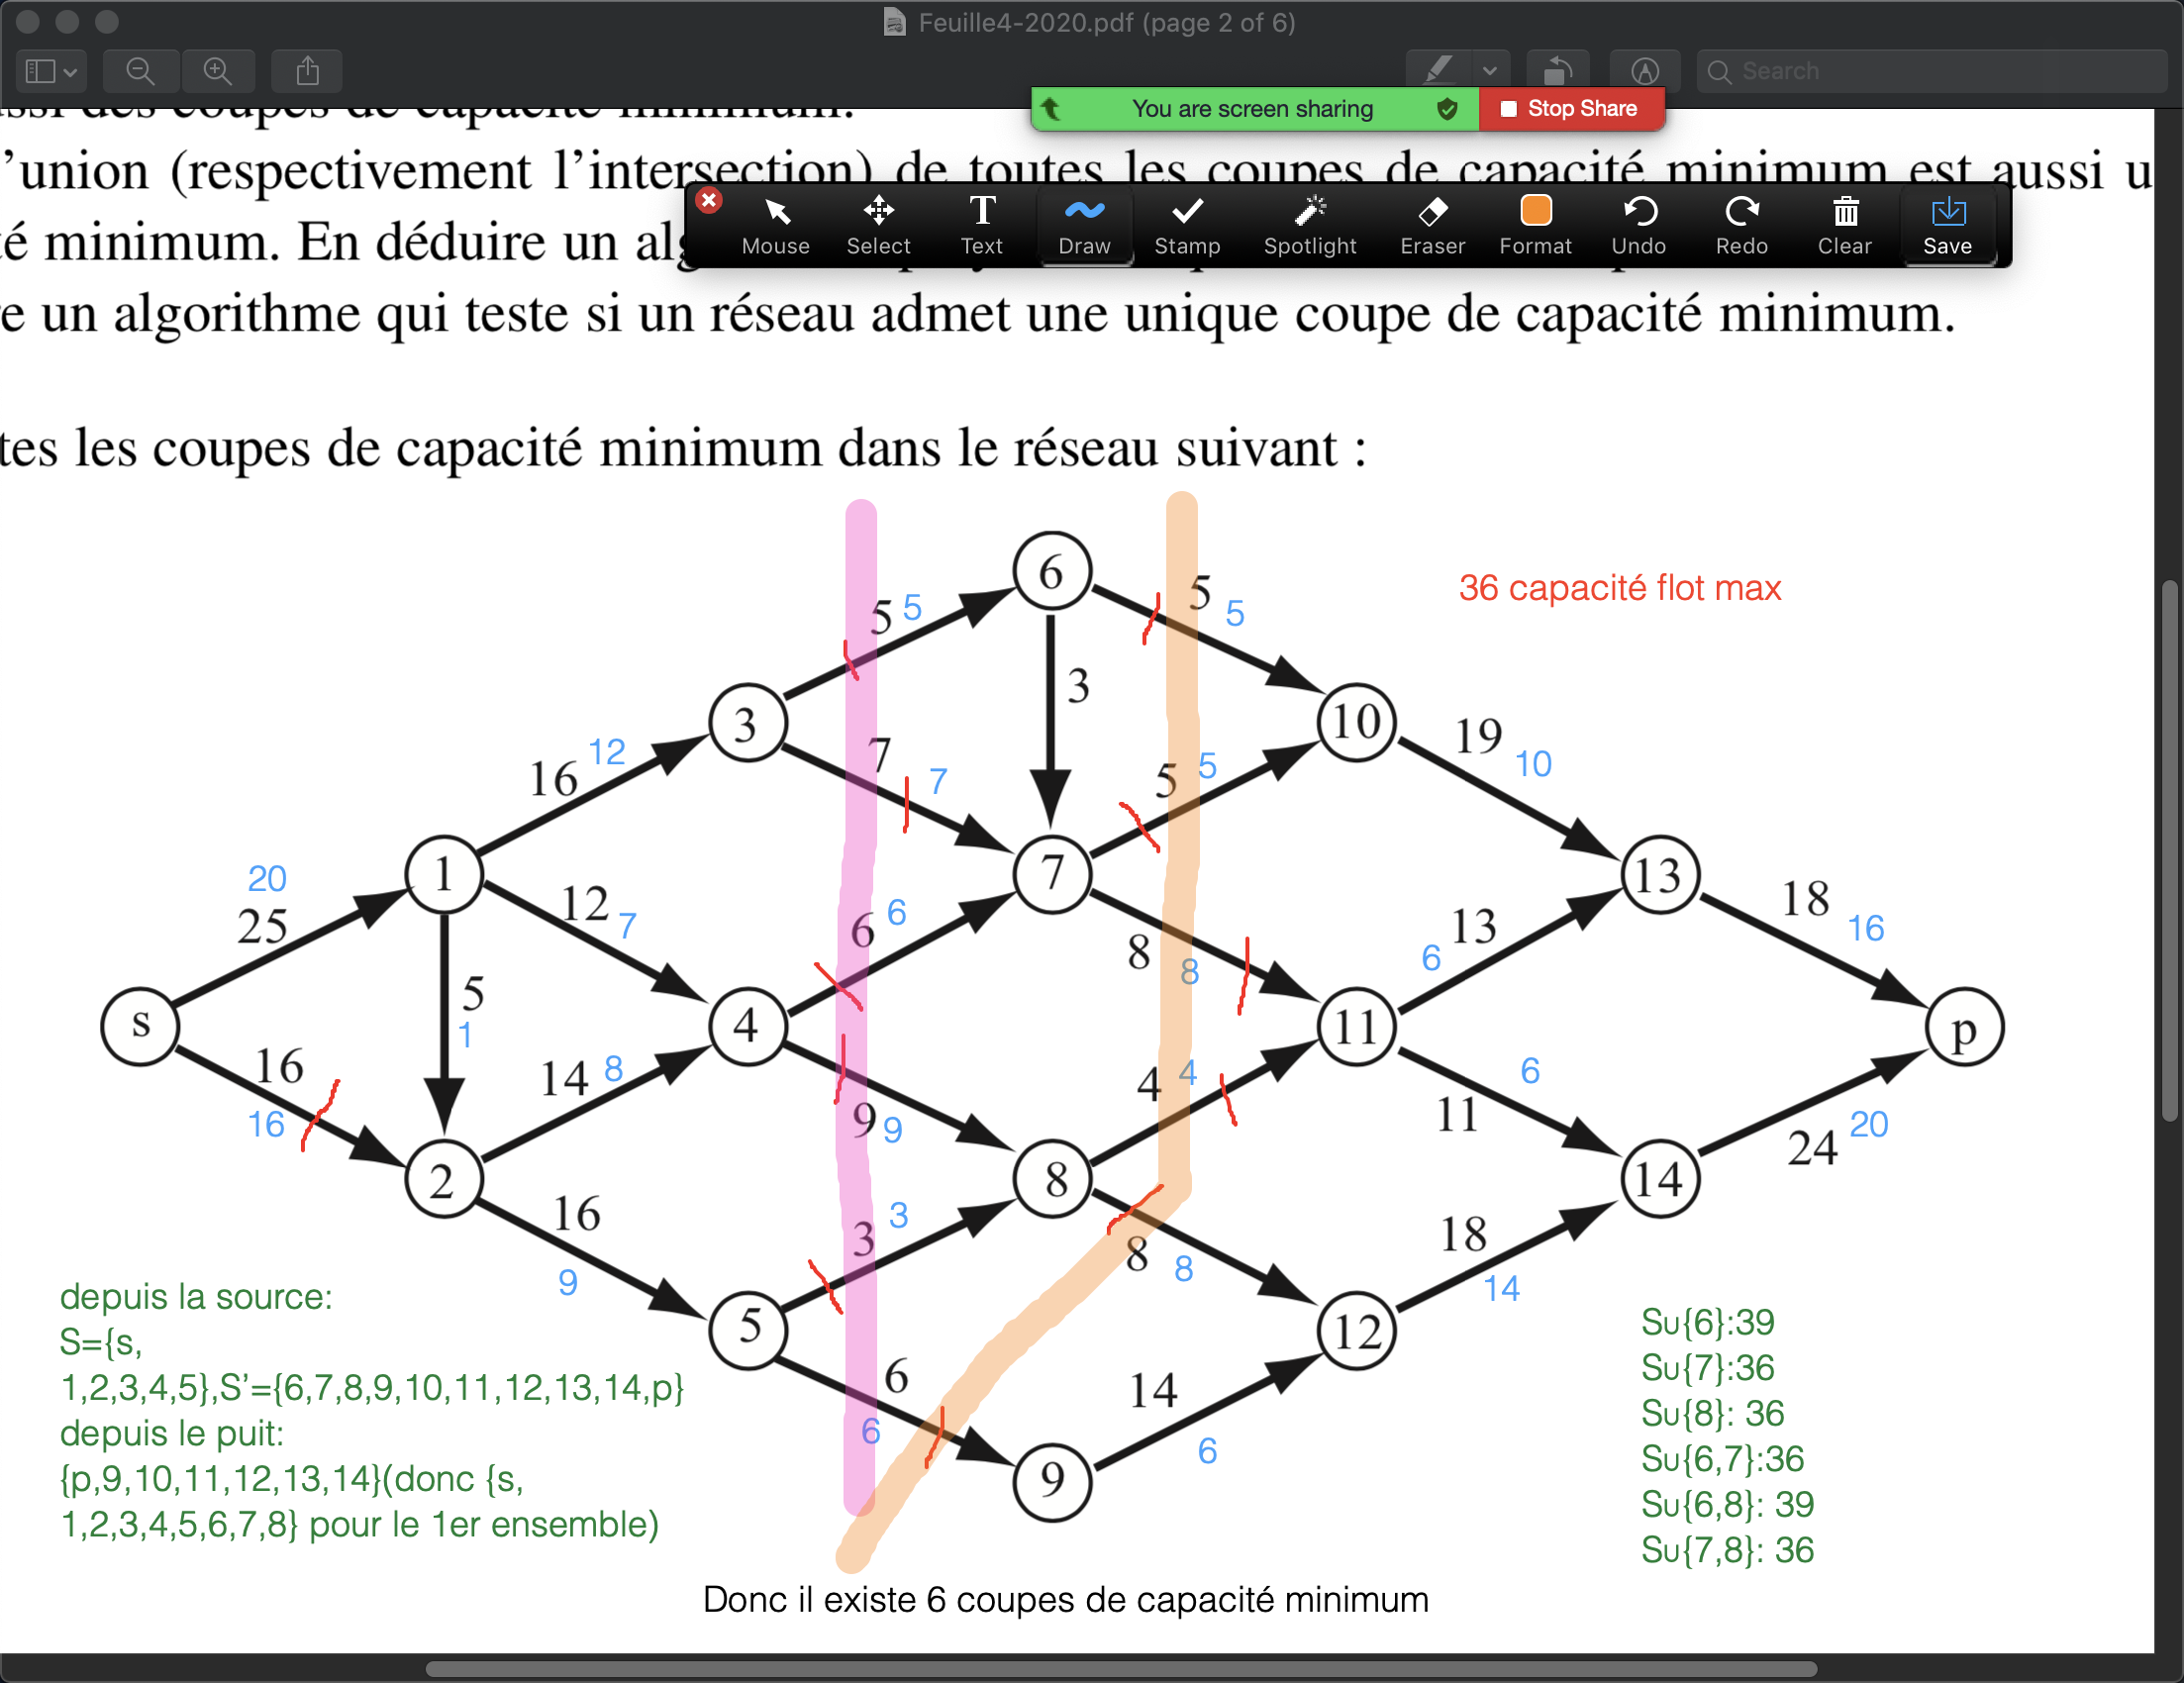 Feuille4-2020.pdf (page 2 of 6)
Search
You are screen sharing
Stop Share
ssi des coupes de capacité minimum.
'union (respectivement l'intersection) de toutes les coupes de capacité minimum est aussi u
té minimum. En déduire un alg
Mouse
Select
Text
Draw
Stamp
Spotlight
Eraser
Format
Undo
Redo
Clear
Save
e un algorithme qui teste si un réseau admet une unique coupe de capacité minimum.
tes les coupes de capacité minimum dans le réseau suivant :
36 capacité flot max
6
5 5
5
5
3
3
10
7
7
5 5
19
10
16 12
1
7
13
20
25
12
7
6 6
8
8
13
6
18
16
s
5
1
4
11
p
16
16
14 8
9 9
4 4
6
11
24
20
2
8
14
16
9
3 3
8
8
18
14
5
12
6
6
14
6
9
depuis la source:
S={s,
1,2,3,4,5},S'={6,7,8,9,10,11,12,13,14,p}
depuis le puit:
{p,9,10,11,12,13,14}(donc {s,
1,2,3,4,5,6,7,8} pour le 1er ensemble)
S∪{6}:39
S∪{7}:36
S∪{8}: 36
S∪{6,7}:36
S∪{6,8}: 39
S∪{7,8}: 36
Donc il existe 6 coupes de capacité minimum